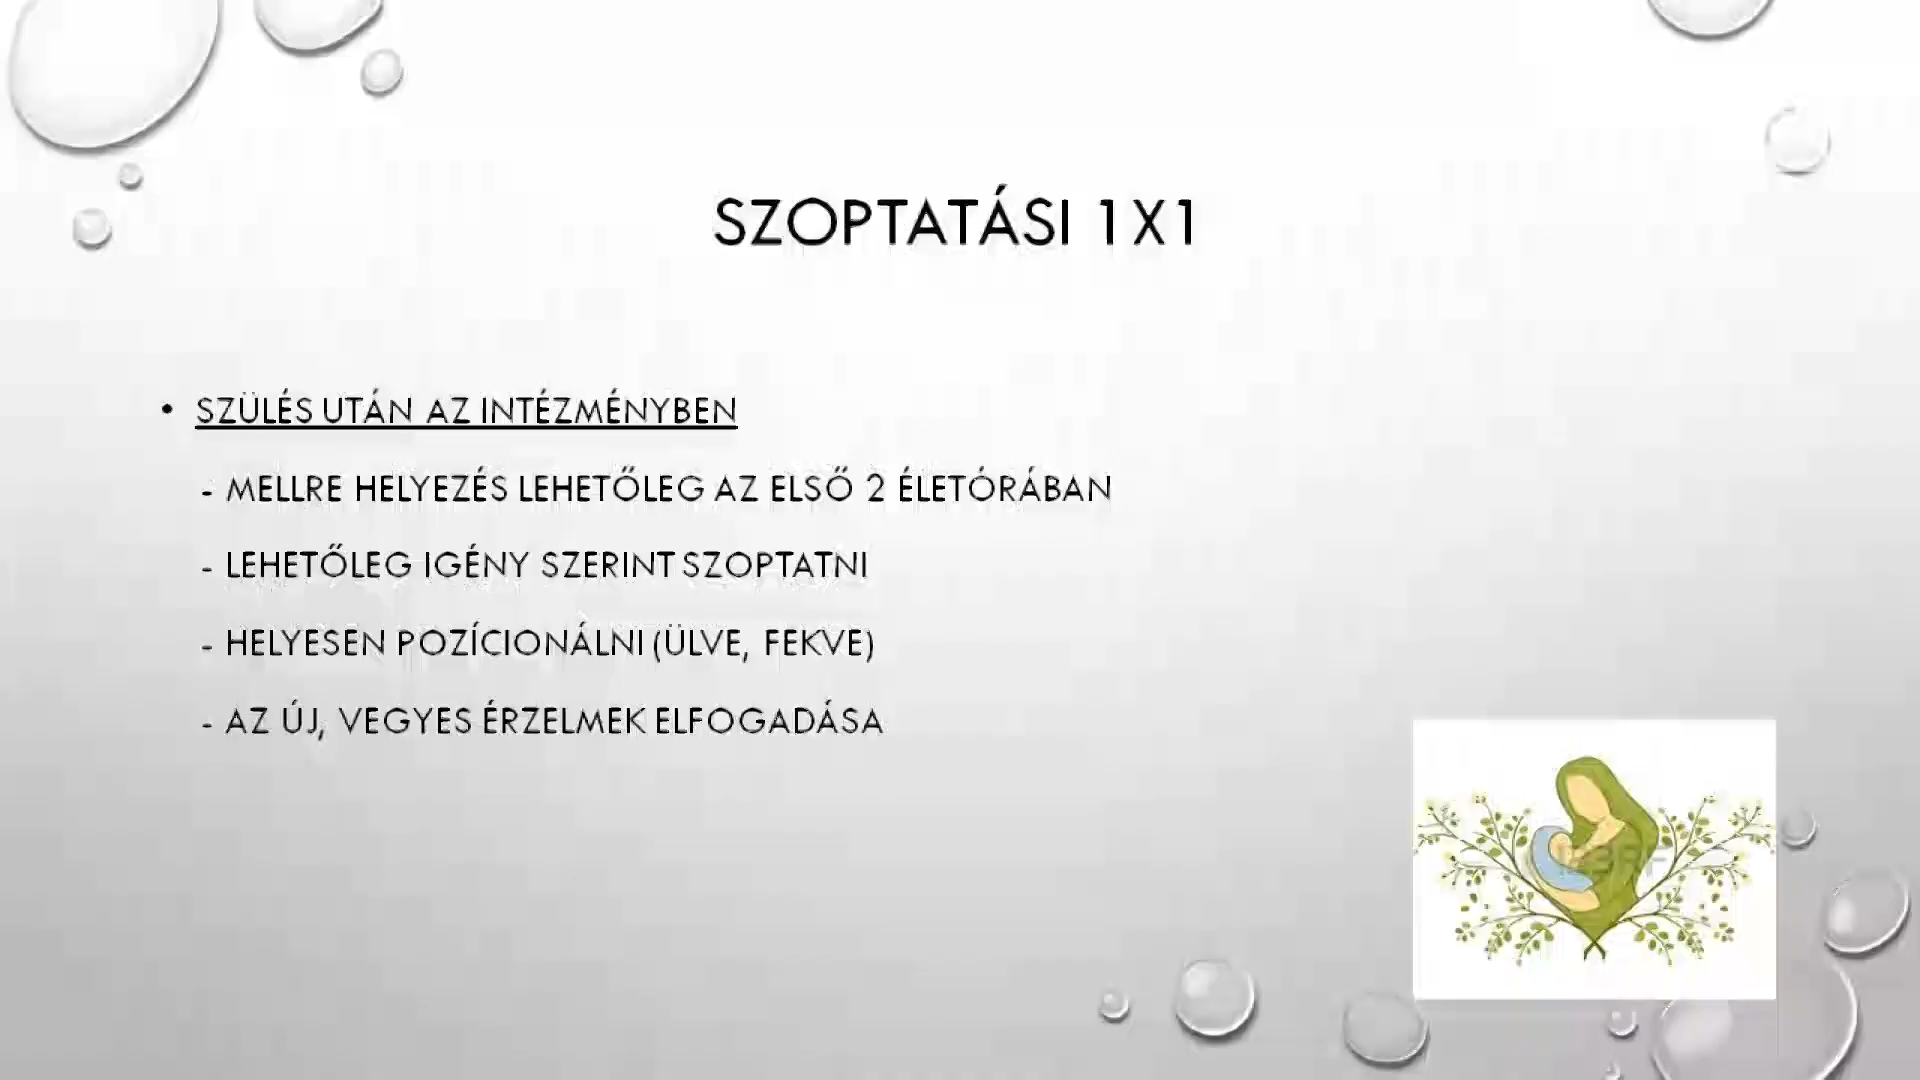 SZOPTATÁSI 1X1
• SZÜLÉS UTÁN AZ INTÉZMÉNYBEN
- MELLRE HELYEZÉS LEHETŐLEG AZ ELSŐ 2 ÉLETÓRÁBAN
- LEHETŐLEG IGÉNY SZERINT SZOPTATNI
- HELYESEN POZÍCIONÁLNI (ÜLVE, FEKVE)
- AZ ÚJ, VEGYES ÉRZELMEK ELFOGADÁSA